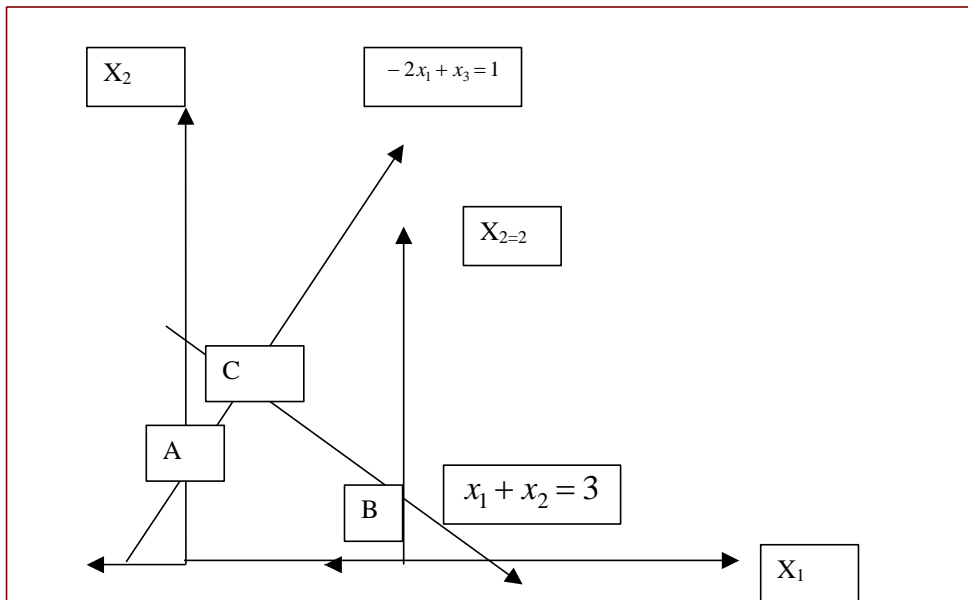 X₂
− 2x₁ + x₃ = 1
X₂₌₂
C
A
x₁ + x₂ = 3
B
X₁